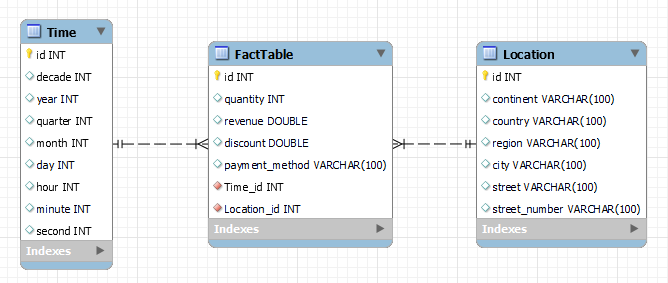 Time
id INT
decade INT
year INT
quarter INT
month INT
day INT
hour INT
minute INT
second INT
Indexes
FactTable
id INT
quantity INT
revenue DOUBLE
discount DOUBLE
payment_method VARCHAR(100)
Time_id INT
Location_id INT
Indexes
Location
id INT
continent VARCHAR(100)
country VARCHAR(100)
region VARCHAR(100)
city VARCHAR(100)
street VARCHAR(100)
street_number VARCHAR(100)
Indexes